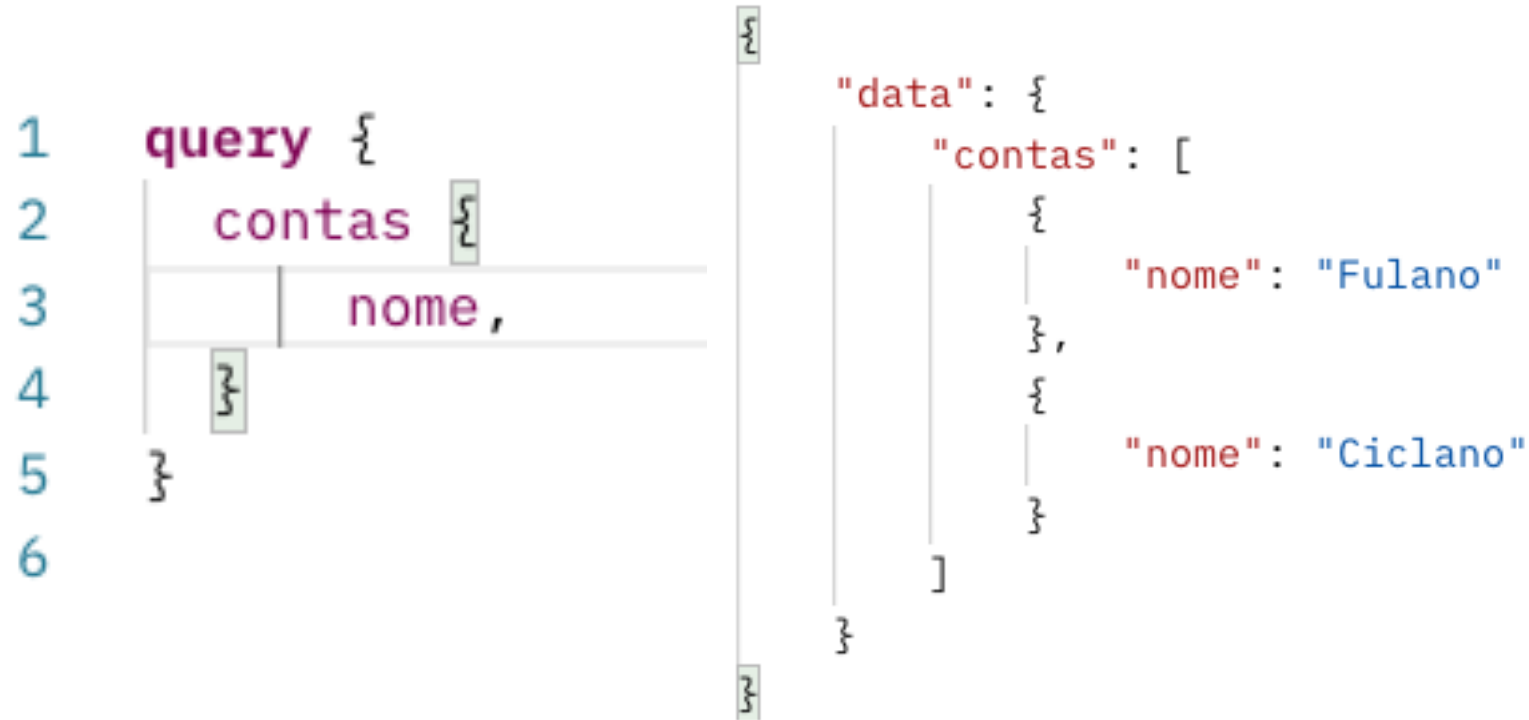 1 query {
2 contas {
3 nome,
4 }
5 }
6
{
"data": {
"contas": [
{
"nome": "Fulano"
},
{
"nome": "Ciclano"
}
]
}
}